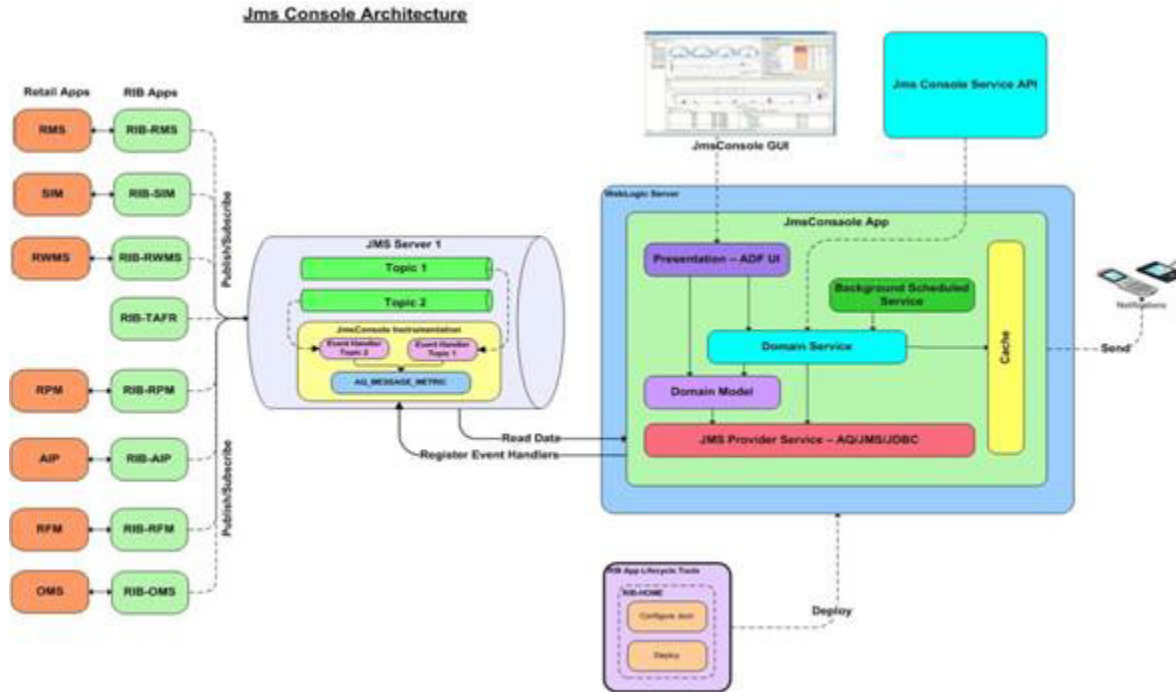 Jms Console Architecture
Retail Apps
RIB Apps
RMS
RIB-RMS
SIM
RIB-SIM
RWMS
RIB-RWMS
RIB-TAFR
RPM
RIB-RPM
AIP
RIB-AIP
RFM
RIB-RFM
OMS
RIB-OMS
Publish/Subscribe
Publish/Subscribe
JMS Server 1
Topic 1
Topic 2
JmsConsole Instrumentation
Event Handler
Topic 2
Event Handler
Topic 1
AQ_MESSAGE_METRIC
Read Data
Register Event Handlers
JmsConsole GUI
Jms Console Service API
WebLogic Server
JmsConsaole App
Presentation – ADF UI
Background Scheduled
Service
Domain Service
Domain Model
JMS Provider Service – AQ/JMS/JDBC
Cache
Notifications
Send
RIB App Lifecycle Tools
RIB-HOME
Deploy
Deploy